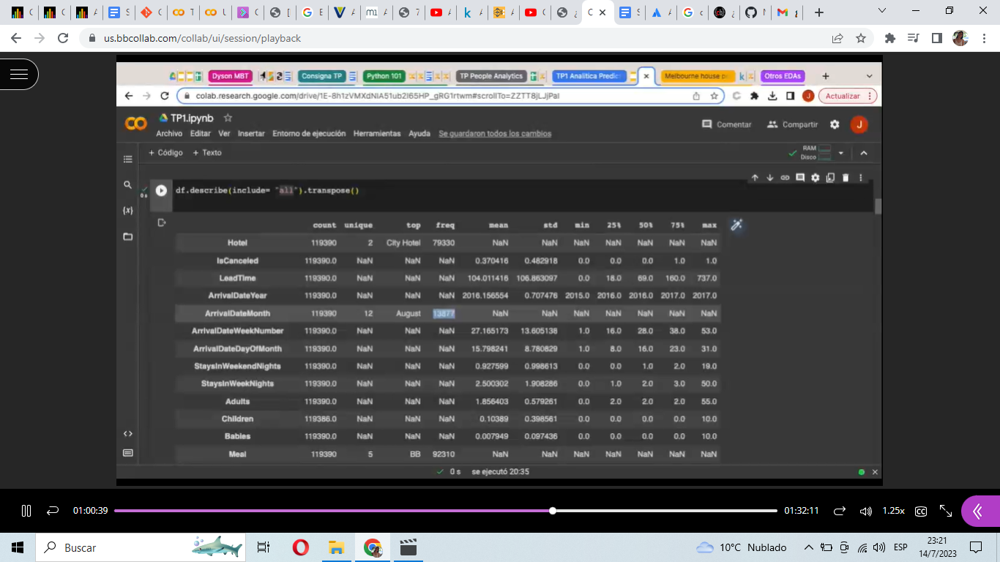 us.bbcollab.com/collab/ui/session/playback
Dyson MBT Consigna TP Python 101 TP People Analytics TP1 Analitica Predic Melbourne house p Otros EDAs
colab.research.google.com/drive/1E-8h1zVMXdNIA51ub2I65HP_gRG1rtwm#scrollTo=ZZTT8jLJjPaI J Actualizar
TP1.ipynb
Comentar Compartir J
Archivo Editar Ver Insertar Entorno de ejecución Herramientas Ayuda Se guardaron todos los cambios
+ Código + Texto RAM
Disco
0 s df.describe(include= "all").transpose()
count unique top freq mean std min 25% 50% 75% max
Hotel 119390 2 City Hotel 79330 NaN NaN NaN NaN NaN NaN NaN
IsCanceled 119390.0 NaN NaN NaN 0.370416 0.482918 0.0 0.0 0.0 1.0 1.0
LeadTime 119390.0 NaN NaN NaN 104.011416 106.863097 0.0 18.0 69.0 160.0 737.0
ArrivalDateYear 119390.0 NaN NaN NaN 2016.156554 0.707476 2015.0 2016.0 2016.0 2017.0 2017.0
ArrivalDateMonth 119390 12 August 13877 NaN NaN NaN NaN NaN NaN NaN
ArrivalDateWeekNumber 119390.0 NaN NaN NaN 27.165173 13.605138 1.0 16.0 28.0 38.0 53.0
ArrivalDateDayOfMonth 119390.0 NaN NaN NaN 15.798241 8.780829 1.0 8.0 16.0 23.0 31.0
StaysInWeekendNights 119390.0 NaN NaN NaN 0.927599 0.998613 0.0 0.0 1.0 2.0 19.0
StaysInWeekNights 119390.0 NaN NaN NaN 2.500302 1.908286 0.0 1.0 2.0 3.0 50.0
Adults 119390.0 NaN NaN NaN 1.856403 0.579261 0.0 2.0 2.0 2.0 55.0
Children 119386.0 NaN NaN NaN 0.10389 0.398561 0.0 0.0 0.0 0.0 10.0
Babies 119390.0 NaN NaN NaN 0.007949 0.097436 0.0 0.0 0.0 0.0 10.0
Meal 119390 5 BB 92310 NaN NaN NaN NaN NaN NaN NaN
0 s se ejecutó 20:35
01:00:39 01:32:11 1.25x
Buscar 10°C Nublado ESP 23:21
14/7/2023